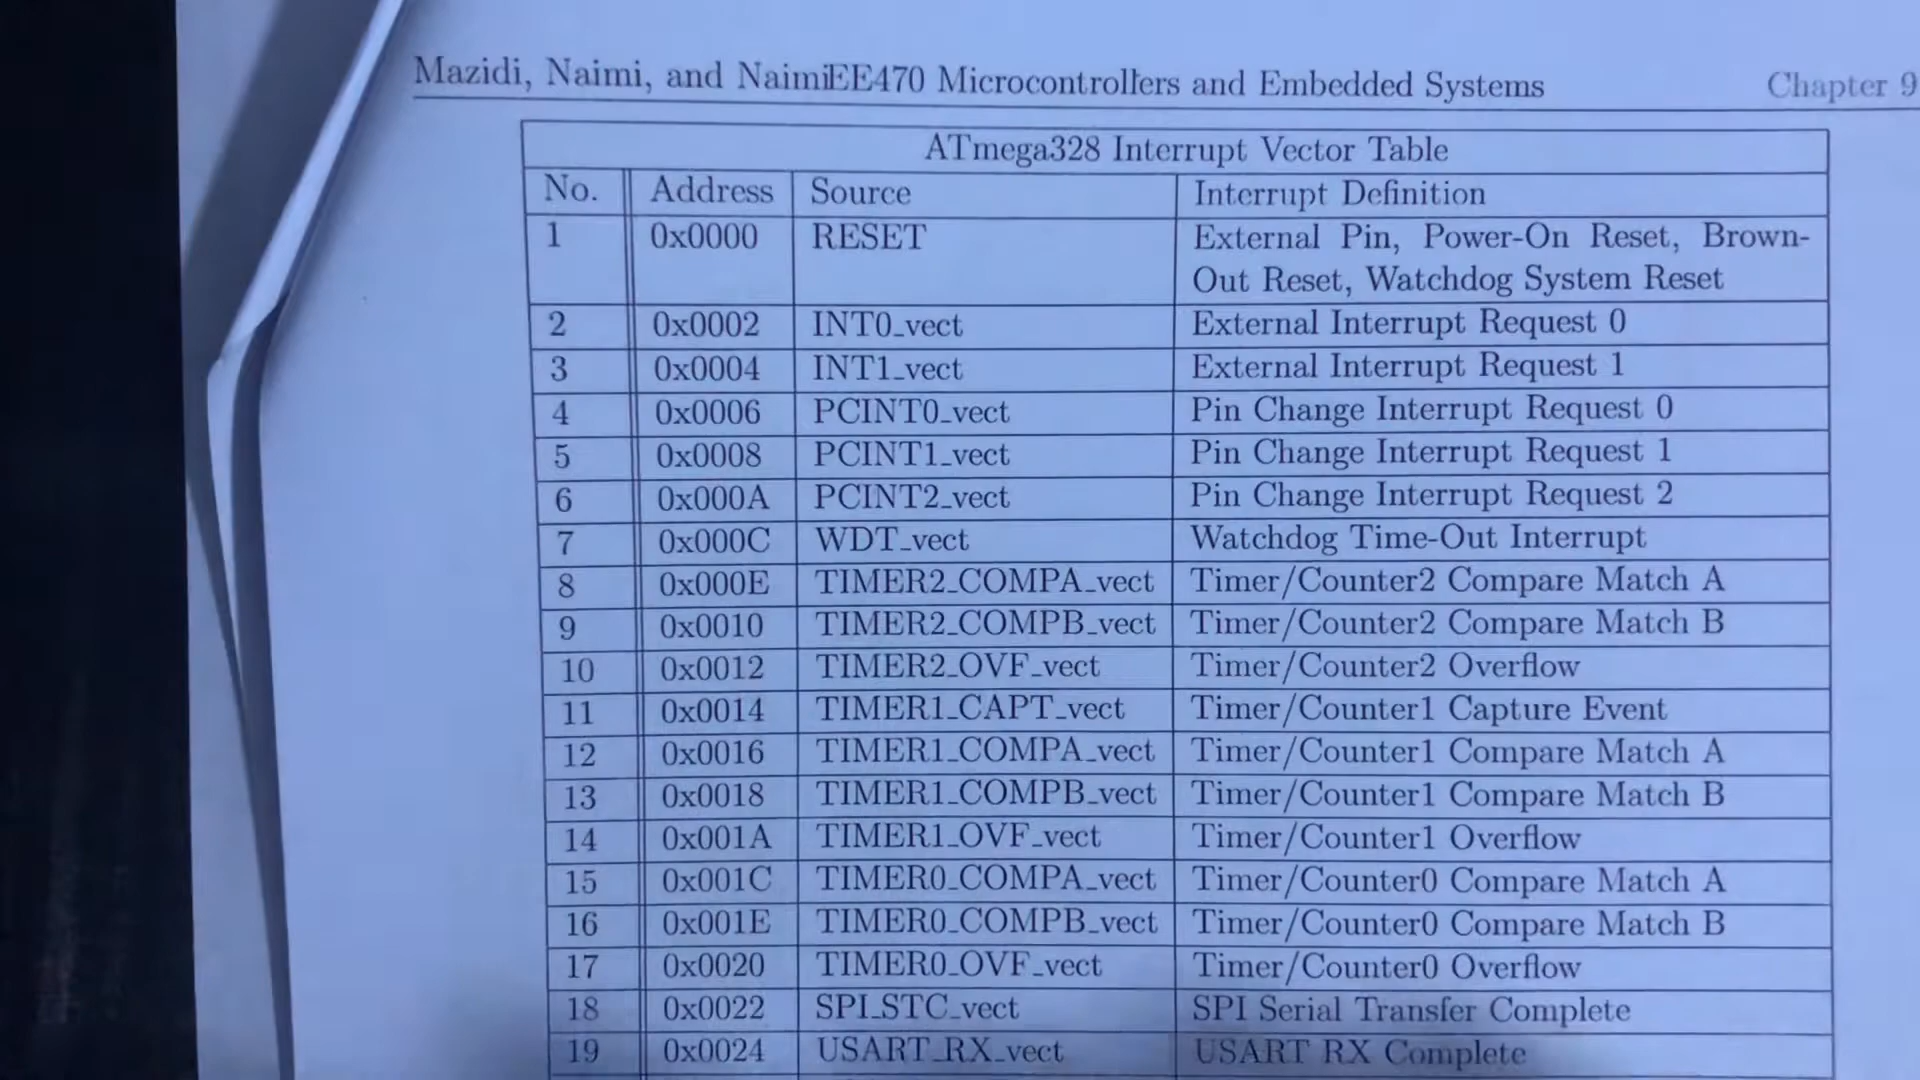 Mazidi, Naimi, and NaimiEE470 Microcontrollers and Embedded Systems Chapter 9
ATmega328 Interrupt Vector Table
No. Address Source Interrupt Definition
1 0x0000 RESET External Pin, Power-On Reset, Brown-
Out Reset, Watchdog System Reset
2 0x0002 INT0_vect External Interrupt Request 0
3 0x0004 INT1_vect External Interrupt Request 1
4 0x0006 PCINT0_vect Pin Change Interrupt Request 0
5 0x0008 PCINT1_vect Pin Change Interrupt Request 1
6 0x000A PCINT2_vect Pin Change Interrupt Request 2
7 0x000C WDT_vect Watchdog Time-Out Interrupt
8 0x000E TIMER2_COMPA_vect Timer/Counter2 Compare Match A
9 0x0010 TIMER2_COMPB_vect Timer/Counter2 Compare Match B
10 0x0012 TIMER2_OVF_vect Timer/Counter2 Overflow
11 0x0014 TIMER1_CAPT_vect Timer/Counter1 Capture Event
12 0x0016 TIMER1_COMPA_vect Timer/Counter1 Compare Match A
13 0x0018 TIMER1_COMPB_vect Timer/Counter1 Compare Match B
14 0x001A TIMER1_OVF_vect Timer/Counter1 Overflow
15 0x001C TIMER0_COMPA_vect Timer/Counter0 Compare Match A
16 0x001E TIMER0_COMPB_vect Timer/Counter0 Compare Match B
17 0x0020 TIMER0_OVF_vect Timer/Counter0 Overflow
18 0x0022 SPI_STC_vect SPI Serial Transfer Complete
19 0x0024 USART_RX_vect USART RX Complete